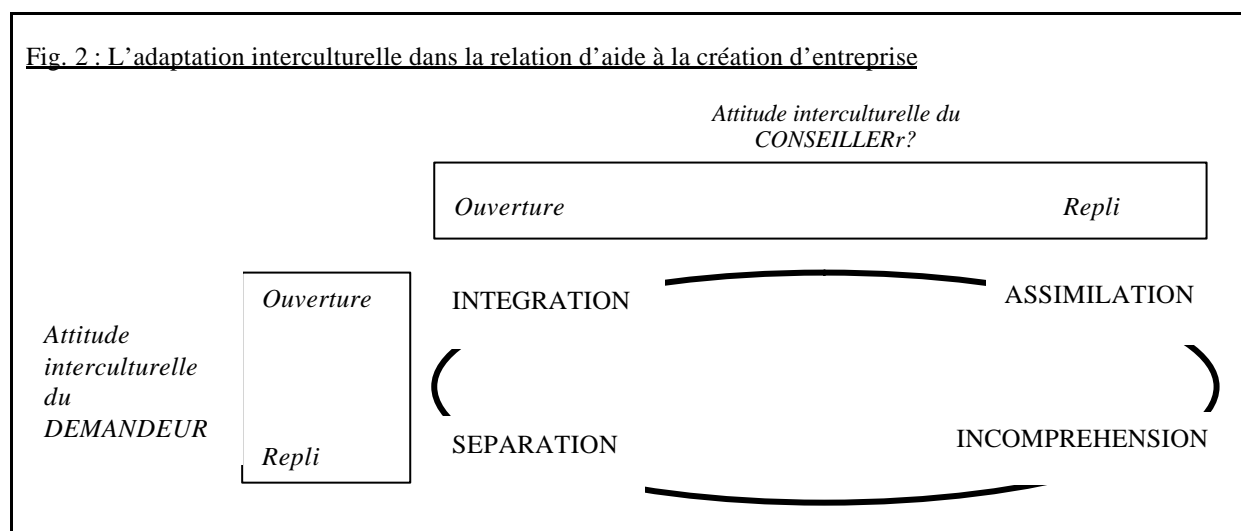 Fig. 2 : L’adaptation interculturelle dans la relation d’aide à la création d’entreprise
Attitude interculturelle du
CONSEILLERr?
Ouverture Repli
Ouverture INTEGRATION ASSIMILATION
Attitude
interculturelle
du
DEMANDEUR
Repli SEPARATION INCOMPREHENSION